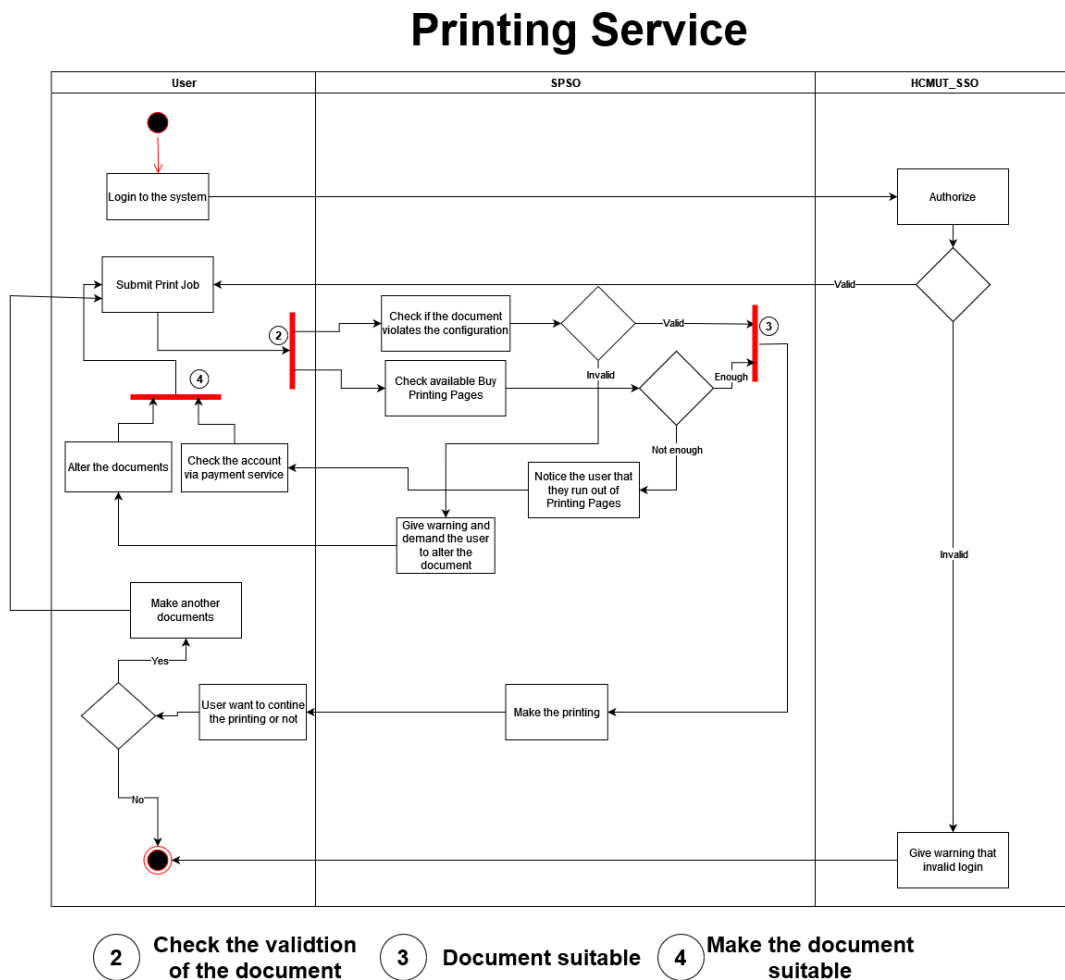 Printing Service
User
SPSO
HCMUT_SSO
Login to the system
Authorize
Submit Print Job
Valid
2
Check if the document
violates the configuration
Valid
3
Invalid
Check available Buy
Printing Pages
Enough
4
Not enough
Alter the documents
Check the account
via payment service
Notice the user that
they run out of
Printing Pages
Give warning and
demand the user
to alter the
document
Invalid
Make another
documents
Yes
User want to contine
the printing or not
Make the printing
No
Give warning that
invalid login
2
Check the validtion
of the document
3
Document suitable
4
Make the document
suitable